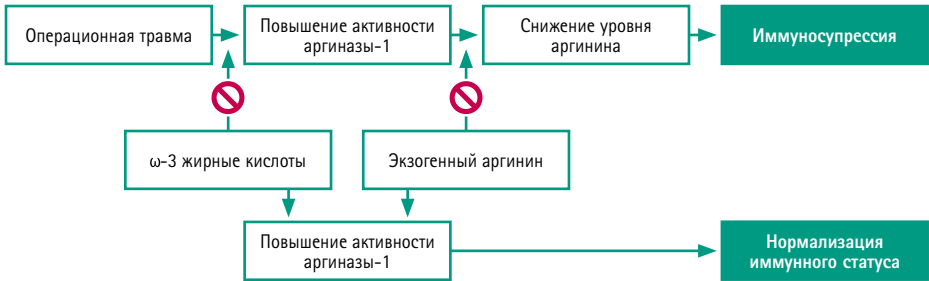 Операционная травма
Повышение активности
аргиназы-1
Снижение уровня
аргинина
Иммуносупрессия
ω-3 жирные кислоты
Экзогенный аргинин
Повышение активности
аргиназы-1
Нормализация
иммунного статуса